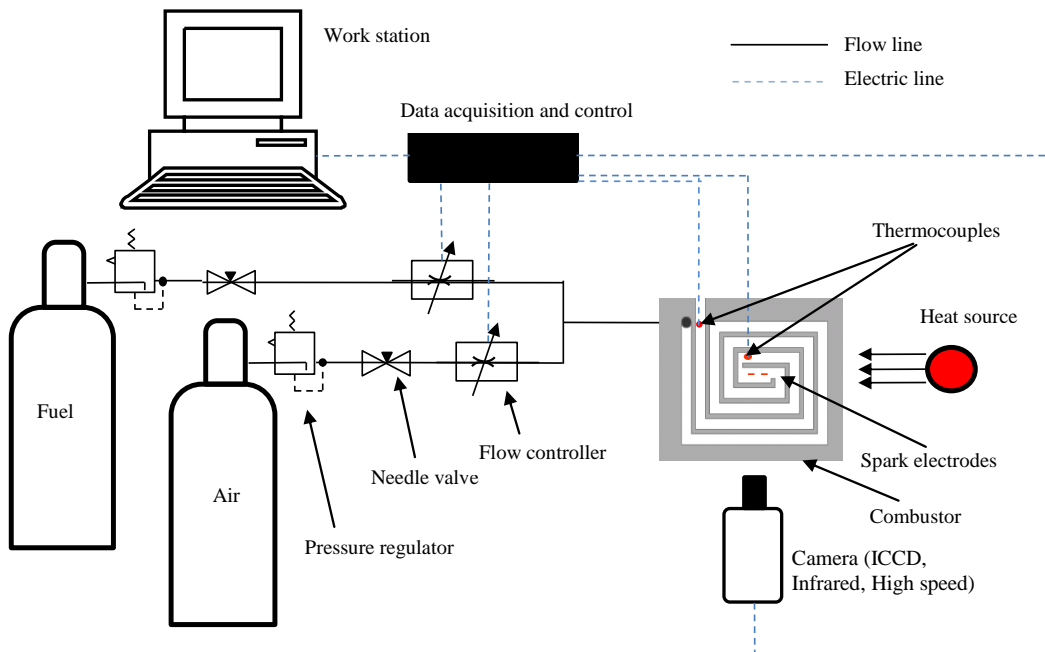 Work station
Flow line
Electric line
Data acquisition and control
Thermocouples
Heat source
Fuel
Flow controller
Spark electrodes
Needle valve
Air
Combustor
Pressure regulator
Camera (ICCD,
Infrared, High speed)